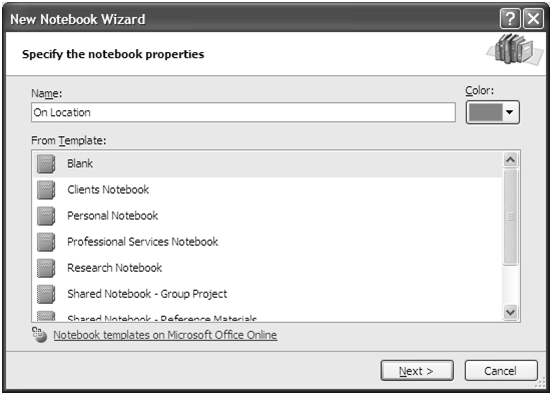 New Notebook Wizard
Specify the notebook properties
Name:
Color:
On Location
From Template:
Blank
Clients Notebook
Personal Notebook
Professional Services Notebook
Research Notebook
Shared Notebook - Group Project
Shared Notebook - Reference Materials
Notebook templates on Microsoft Office Online
Next >
Cancel